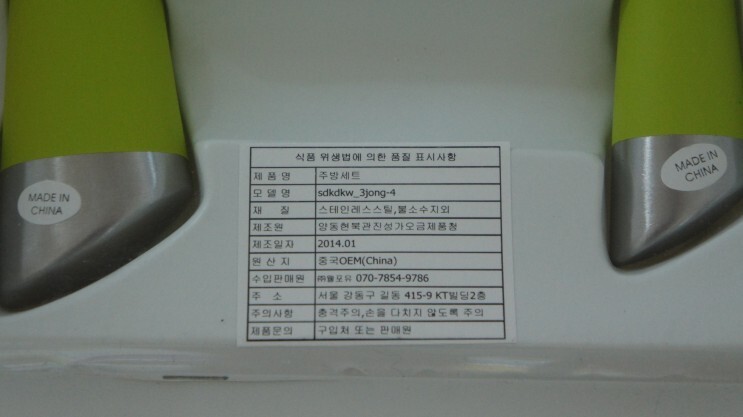 식품 위생법에 의한 품질 표시사항
제 품 명 주방세트
모 델 명 sdkdkw_3jong-4
재 질 스테인레스스틸,불소수지외
제조원 양동현북관진성가오금제품청
제조일자 2014.01
원 산 지 중국OEM(China)
수입판매원 ㈜웰포유 070-7854-9786
주 소 서울 강동구 길동 415-9 KT빌딩2층
주의사항 충격주의,손을 다치지 않도록 주의
제품문의 구입처 또는 판매원
MADE IN
CHINA
MADE IN
CHINA